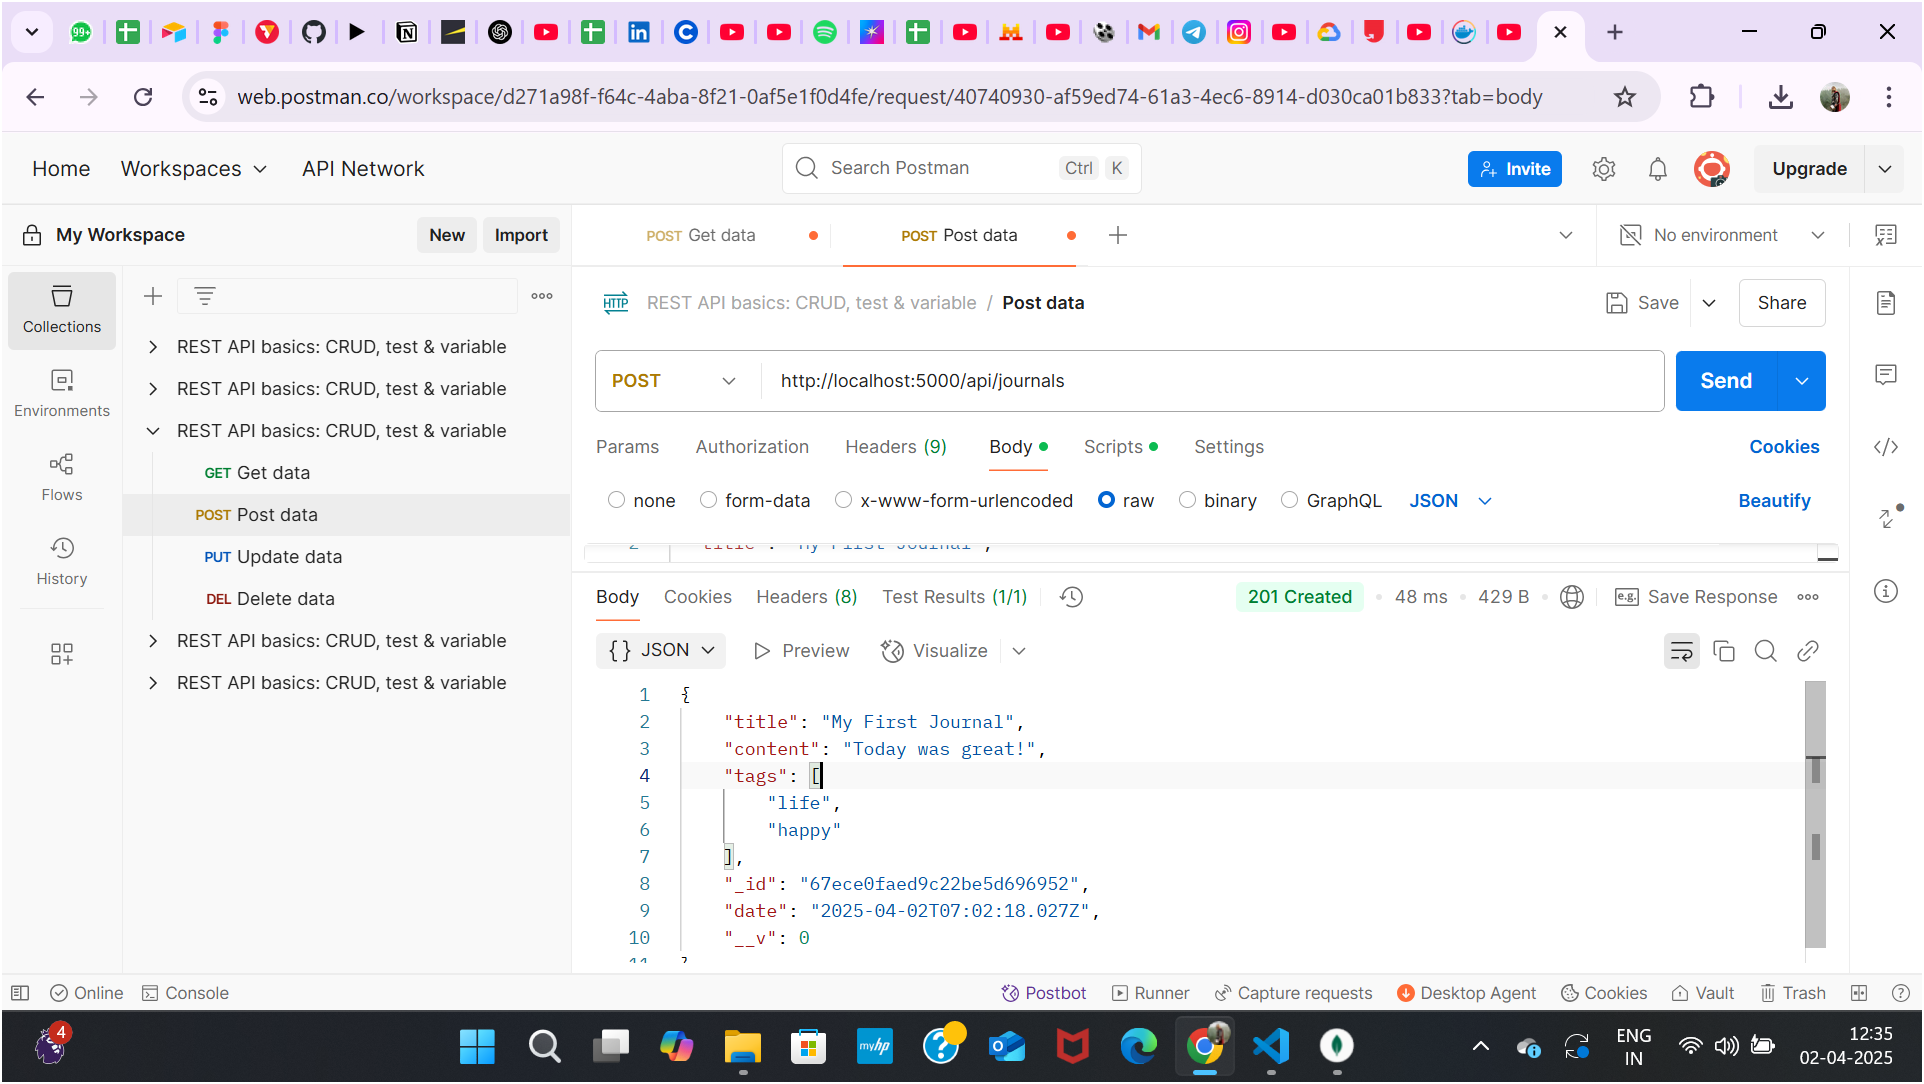 99+
web.postman.co/workspace/d271a98f-f64c-4aba-8f21-0af5e1f0d4fe/request/40740930-af59ed74-61a3-4ec6-8914-d030ca01b833?tab=body
Home Workspaces API Network Search Postman Ctrl K Invite Upgrade
My Workspace New Import
POST Get data POST Post data No environment
Collections
Environments
Flows
History
REST API basics: CRUD, test & variable
REST API basics: CRUD, test & variable
REST API basics: CRUD, test & variable
GET Get data
POST Post data
PUT Update data
DEL Delete data
REST API basics: CRUD, test & variable
REST API basics: CRUD, test & variable
HTTP REST API basics: CRUD, test & variable / Post data Save Share
POST http://localhost:5000/api/journals Send
Params Authorization Headers (9) Body Scripts Settings Cookies
none form-data x-www-form-urlencoded raw binary GraphQL JSON Beautify
2 "title": "My First Journal",
Body Cookies Headers (8) Test Results (1/1) 201 Created 48 ms 429 B e.g. Save Response
{} JSON Preview Visualize
1 {
2 "title": "My First Journal",
3 "content": "Today was great!",
4 "tags": [
5 "life",
6 "happy"
7 ],
8 "_id": "67ece0faed9c22be5d696952",
9 "date": "2025-04-02T07:02:18.027Z",
10 "__v": 0
11 }
Online Console Postbot Runner Capture requests Desktop Agent Cookies Vault Trash
4 myhp ENG IN 12:35 02-04-2025